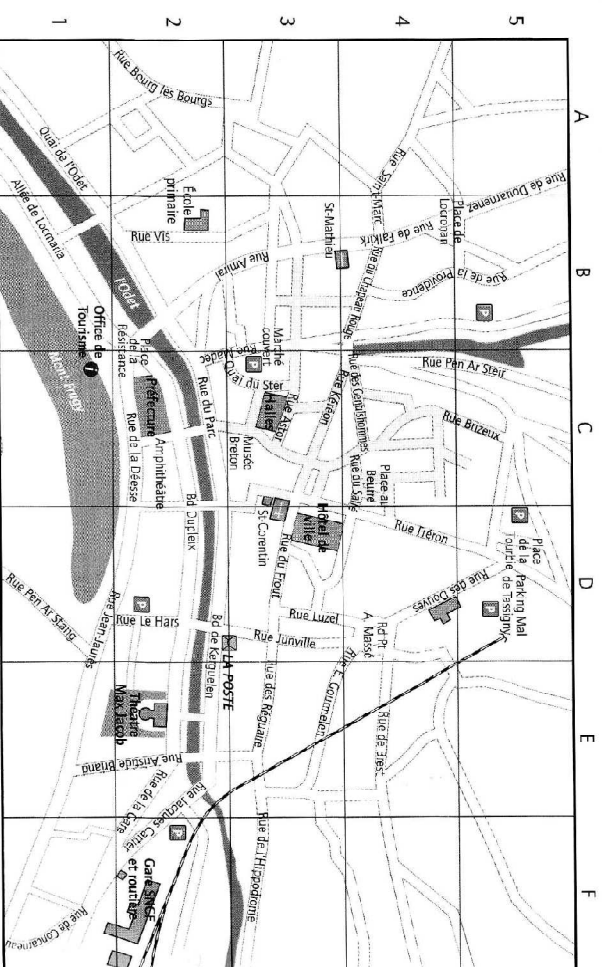 1
2
3
4
5
A
B
C
D
E
F
Rue Bourg les Bourgs
Quai de l'Odet
Allée de Locmaria
École
primaire
Rue Vis
l'Odet
Rue Amiral
St-Mathieu
Rue Saint-Marc
Rue de Falkirk
Rue du Chapeau Rouge
Place de
Locronan
Rue de Douarnenez
Rue de la Providence
P
Office de
Tourisme
i
Mont Frugy
Place
de la
Résistance
Préfecture
Rue de la Déesse
Amphithéâtre
Rue du Parc
Rue Madec
P
Quai du Ster
Marché
couvert
Halles
Rue Astor
Musée
Breton
Rue Kéréon
Rue des Gentilshommes
Rue du Sallé
Place au
Beurre
Rue Pen Ar Steir
Rue Brizeux
Bd Dupleix
St-Corentin
H
Hôtel de
Ville
Rue du Frout
Rue Fréron
P
Place
de la
Tourbie
Parking Mal
de Tassigny
P
Rue des Douves
Rue Pen Ar Stang
Rue Jean-Jaurès
P
Rue Le Hars
Bd de Kerguelen
LA POSTE
Rue Junville
Rue Luzel
A. Massé
Rd Pt
Rue E. Gourmelen
Rue des Réguaire
Rue de Brest
Théâtre
Max Jacob
Rue Aristide Briand
Rue de la Gare
Rue Jacques Cartier
P
Gare SNCF
et routière
Rue de l'Hippodrome
Rue de Concarneau